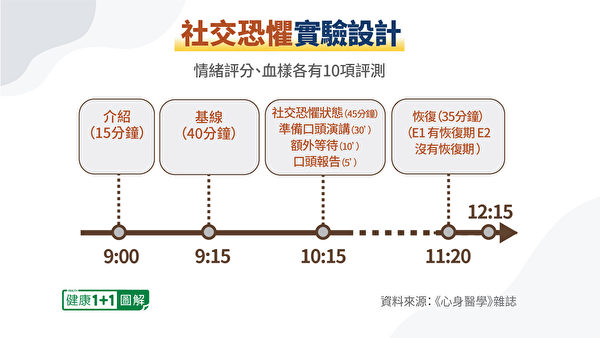 社交恐懼實驗設計
情緒評分、血樣各有10項評測
介紹
（15分鐘）
基線
（40分鐘）
社交恐懼狀態（45分鐘）
準備口頭演講（30’）
額外等待（10’）
口頭報告（5’）
恢復（35分鐘）
（E1 有恢復期 E2
沒有恢復期）
9:00
9:15
10:15
11:20
12:15
健康1+1 圖解
資料來源：《心身醫學》雜誌